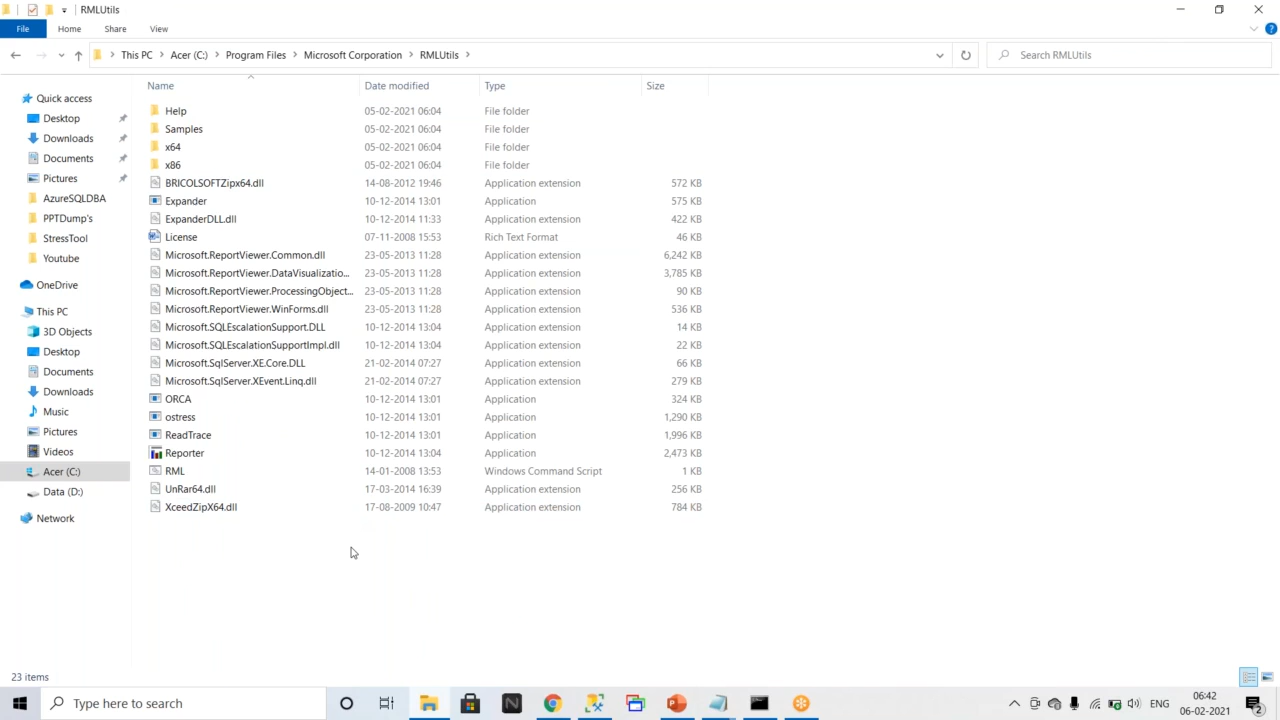 RMLUtils
File Home Share View
This PC Acer (C:) Program Files Microsoft Corporation RMLUtils Search RMLUtils
Name Date modified Type Size
Quick access
Desktop
Downloads
Documents
Pictures
AzureSQLDBA
PPTDump's
StressTool
Youtube
OneDrive
This PC
3D Objects
Desktop
Documents
Downloads
Music
Pictures
Videos
Acer (C:)
Data (D:)
Network
Help 05-02-2021 06:04 File folder
Samples 05-02-2021 06:04 File folder
x64 05-02-2021 06:04 File folder
x86 05-02-2021 06:04 File folder
BRICOLSOFTZipx64.dll 14-08-2012 19:46 Application extension 572 KB
Expander 10-12-2014 13:01 Application 575 KB
ExpanderDLL.dll 10-12-2014 11:33 Application extension 422 KB
License 07-11-2008 15:53 Rich Text Format 46 KB
Microsoft.ReportViewer.Common.dll 23-05-2013 11:28 Application extension 6,242 KB
Microsoft.ReportViewer.DataVisualizatio... 23-05-2013 11:28 Application extension 3,785 KB
Microsoft.ReportViewer.ProcessingObject... 23-05-2013 11:28 Application extension 90 KB
Microsoft.ReportViewer.WinForms.dll 23-05-2013 11:28 Application extension 536 KB
Microsoft.SQLEscalationSupport.DLL 10-12-2014 13:04 Application extension 14 KB
Microsoft.SQLEscalationSupportImpl.dll 10-12-2014 13:04 Application extension 22 KB
Microsoft.SqlServer.XE.Core.DLL 21-02-2014 07:27 Application extension 66 KB
Microsoft.SqlServer.XEvent.Linq.dll 21-02-2014 07:27 Application extension 279 KB
ORCA 10-12-2014 13:01 Application 324 KB
ostress 10-12-2014 13:01 Application 1,290 KB
ReadTrace 10-12-2014 13:01 Application 1,996 KB
Reporter 10-12-2014 13:04 Application 2,473 KB
RML 14-01-2008 13:53 Windows Command Script 1 KB
UnRar64.dll 17-03-2014 16:39 Application extension 256 KB
XceedZipX64.dll 17-08-2009 10:47 Application extension 784 KB
23 items
Type here to search
ENG
06:42
06-02-2021
2